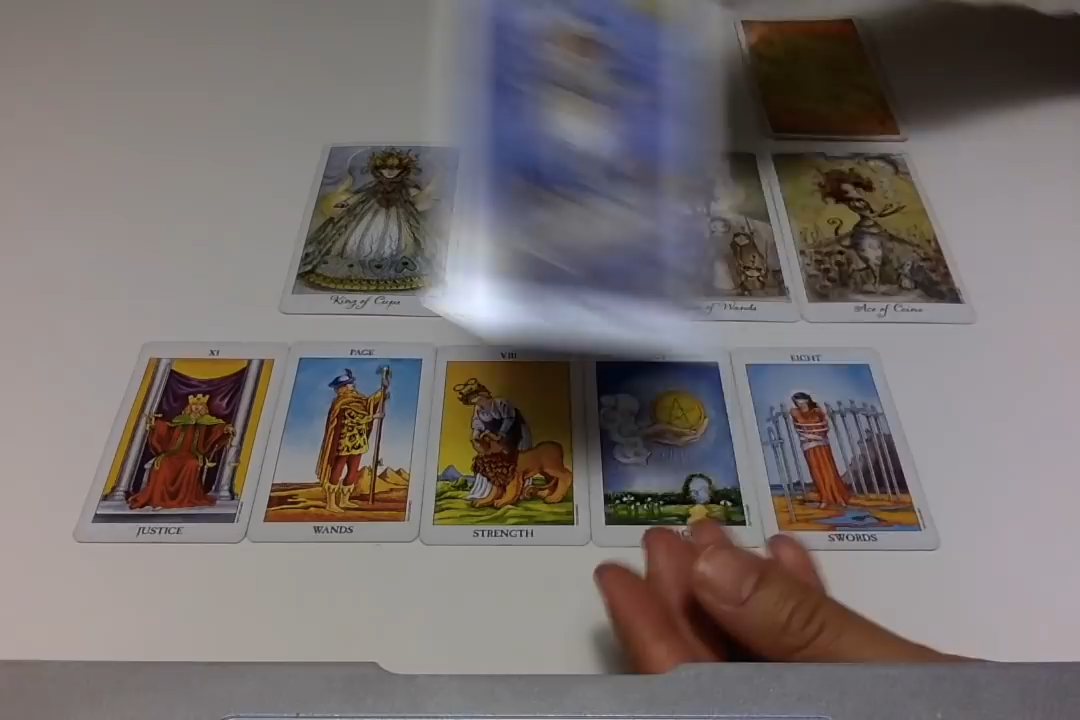 King of Cups
of Wands
Ace of Coins
XI
JUSTICE
PAGE
WANDS
VIII
STRENGTH
EIGHT
SWORDS